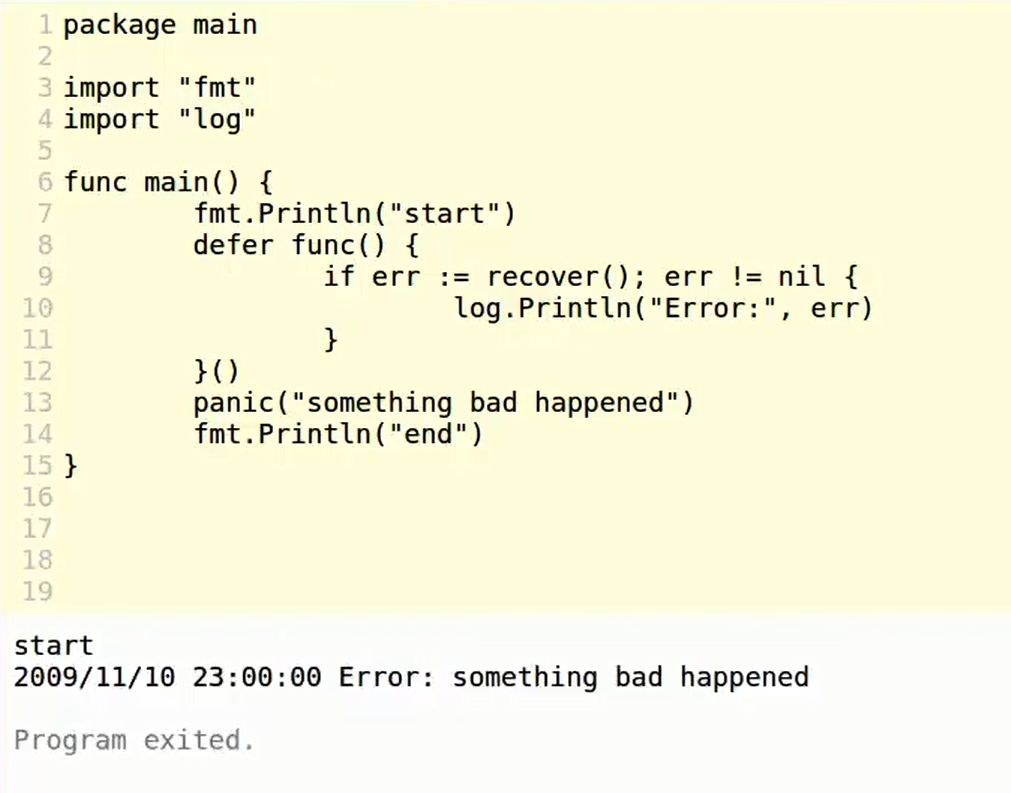 1 package main
2
3 import "fmt"
4 import "log"
5
6 func main() {
7         fmt.Println("start")
8         defer func() {
9                 if err := recover(); err != nil {
10                         log.Println("Error:", err)
11                 }
12         }()
13         panic("something bad happened")
14         fmt.Println("end")
15 }
16
17
18
19
start
2009/11/10 23:00:00 Error: something bad happened
Program exited.